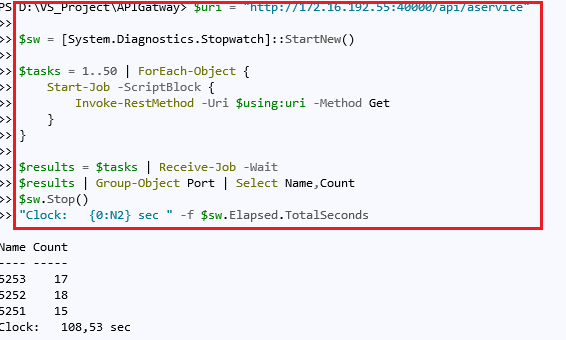 PS D:\VS_Project\APIGatway> $uri = "http://172.16.192.55:40000/api/aservice"
>>
>> $sw = [System.Diagnostics.Stopwatch]::StartNew()
>>
>> $tasks = 1..50 | ForEach-Object {
>>     Start-Job -ScriptBlock {
>>         Invoke-RestMethod -Uri $using:uri -Method Get
>>     }
>> }
>>
>> $results = $tasks | Receive-Job -Wait
>> $results | Group-Object Port | Select Name,Count
>> $sw.Stop()
>> "Clock:   {0:N2} sec " -f $sw.Elapsed.TotalSeconds
Name Count
---- -----
5253    17
5252    18
5251    15
Clock:   108,53 sec